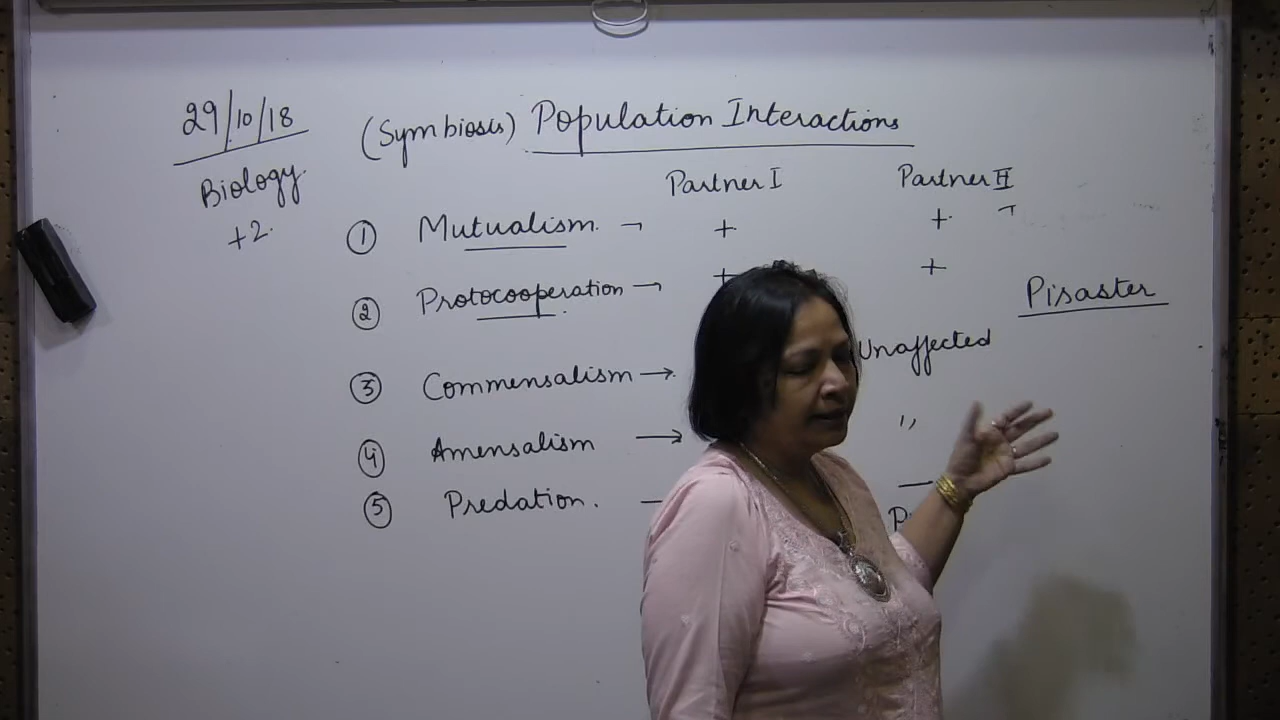 29/10/18
Biology
+2.
(Symbiosis) Population Interactions
Partner I Partner II
① Mutualism. → + +
② Protocooperation → + +
Pisaster
③ Commensalism → Unaffected
④ Amensalism → ,,
⑤ Predation. — —